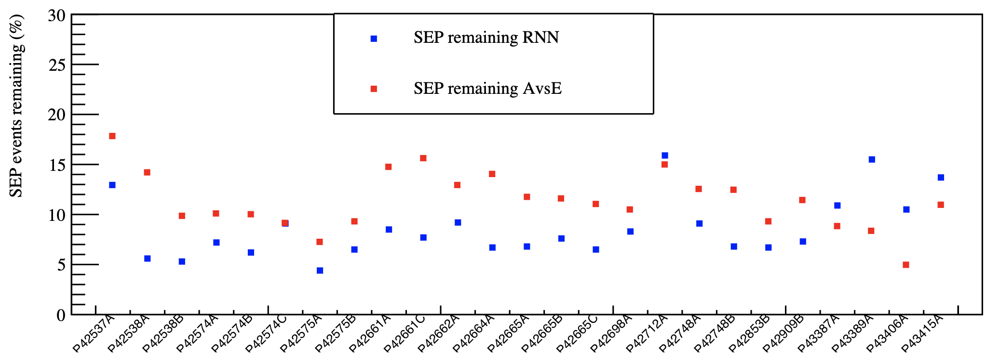 SEP events remaining (%)
30
25
20
15
10
5
0
SEP remaining RNN
SEP remaining AvsE
P42537A
P42538A
P42538B
P42574A
P42574B
P42574C
P42575A
P42575B
P42661A
P42661C
P42662A
P42664A
P42665A
P42665B
P42665C
P42698A
P42712A
P42748A
P42748B
P42853B
P42909B
P43387A
P43389A
P43406A
P43415A